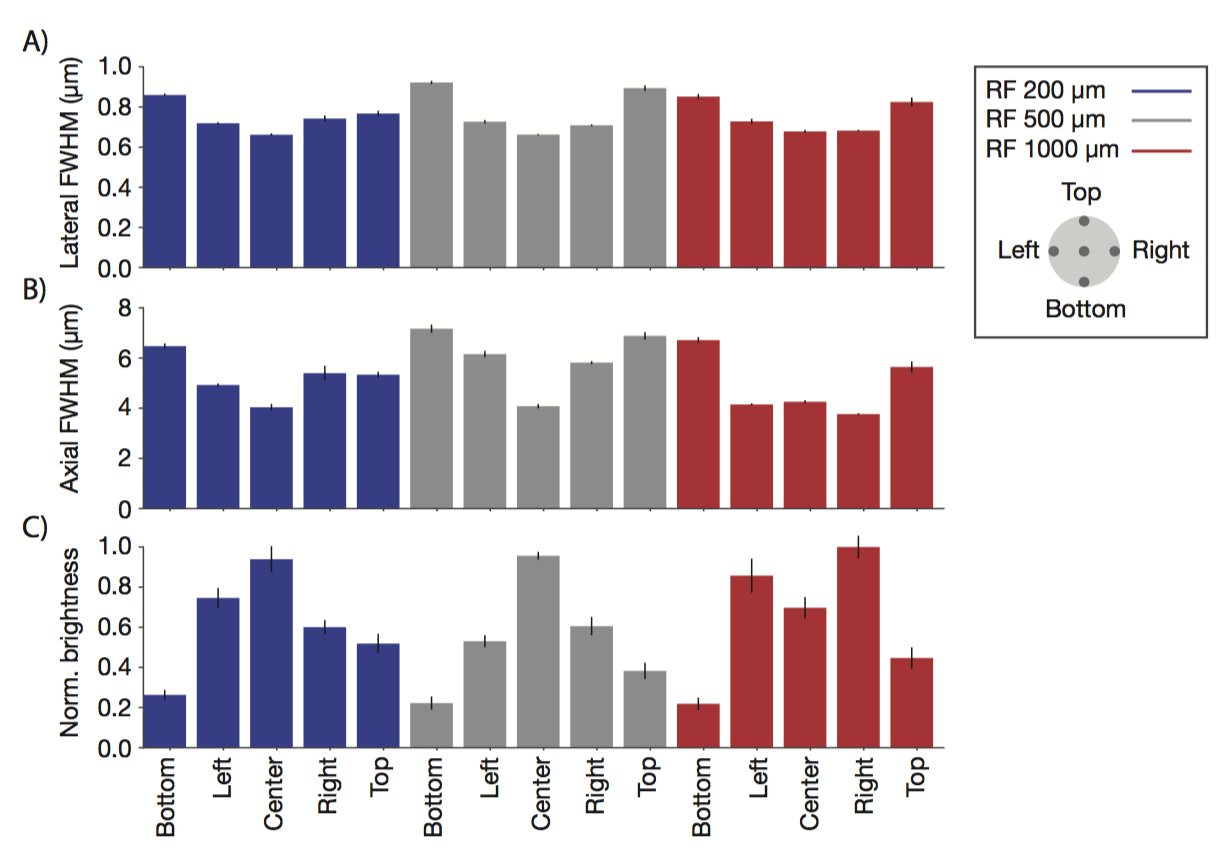 A)
Lateral FWHM (µm)
1.0
0.8
0.6
0.4
0.2
0.0
B)
Axial FWHM (µm)
8
6
4
2
0
C)
Norm. brightness
1.0
0.8
0.6
0.4
0.2
0.0
Bottom
Left
Center
Right
Top
Bottom
Left
Center
Right
Top
Bottom
Left
Center
Right
Top
RF 200 µm
RF 500 µm
RF 1000 µm
Top
Left
Right
Bottom